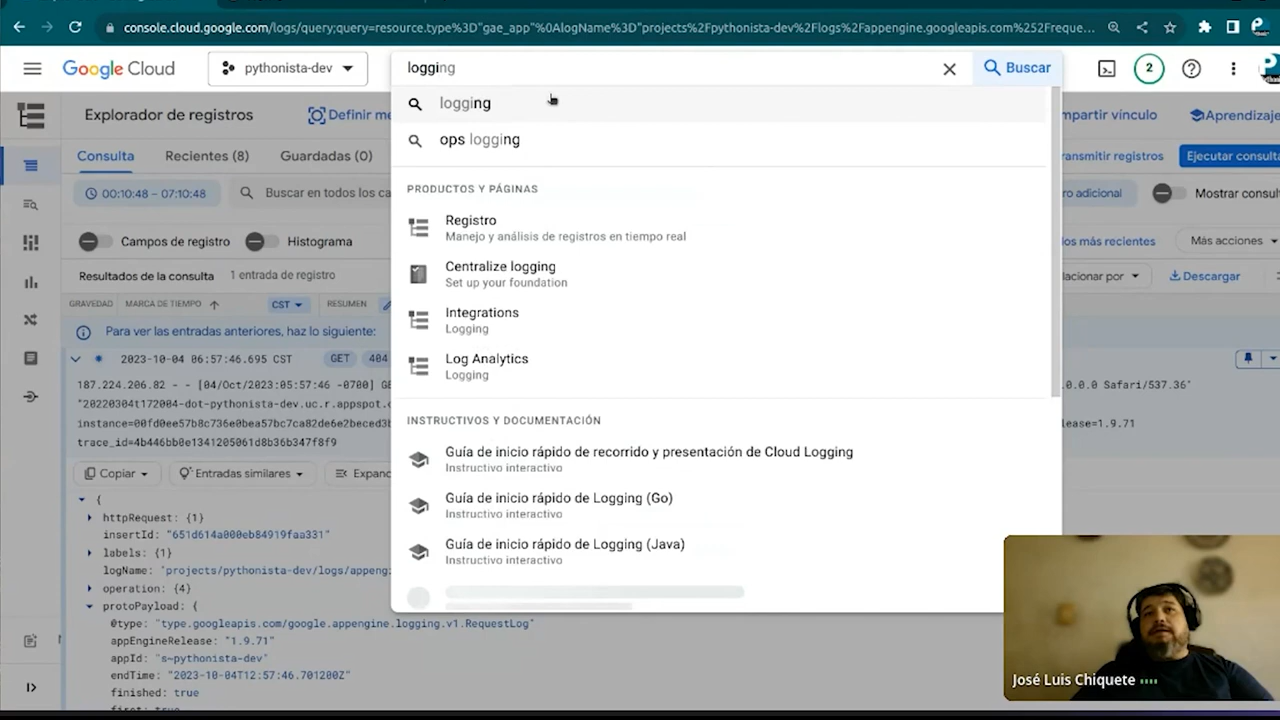 console.cloud.google.com/logs/query;query=resource.type%3D"gae_app"%0AlogName%3D"projects%2Fpythonista-dev%2Flogs%2Fappengine.googleapis.com%252Freque...
Google Cloud
pythonista-dev
logging
Buscar
2
Explorador de registros
Definir me
logging
mpartir vínculo
Aprendizaje
ops logging
Consulta
Recientes (8)
Guardadas (0)
ansmitir registros
Ejecutar consulta
00:10:48 – 07:10:48
Buscar en todos los ca
PRODUCTOS Y PÁGINAS
ro adicional
Mostrar consult
Registro
Manejo y análisis de registros en tiempo real
Campos de registro
Histograma
los más recientes
Más acciones
Centralize logging
Set up your foundation
Resultados de la consulta
1 entrada de registro
lacionar por
Descargar
GRAVEDAD
MARCA DE TIEMPO
CST
RESUMEN
Integrations
Logging
Para ver las entradas anteriores, haz lo siguiente:
2023-10-04 06:57:46.695 CST
GET
404
Log Analytics
Logging
187.224.206.82 - - [04/Oct/2023:05:57:46 -0700] GE
.0.0.0 Safari/537.36"
"20220304t172004-dot-pythonista-dev.uc.r.appspot.c
INSTRUCTIVOS Y DOCUMENTACIÓN
instance=00fd0ee57b8c736e0bea57bc7ca82de6e2beced3b
lease=1.9.71
trace_id=4b446bb0e1341205061d8b36b347f8f9
Guía de inicio rápido de recorrido y presentación de Cloud Logging
Instructivo interactivo
Copiar
Entradas similares
Expand
Guía de inicio rápido de Logging (Go)
Instructivo interactivo
{
httpRequest: {1}
insertId: "651d614a000eb84919faa331"
Guía de inicio rápido de Logging (Java)
Instructivo interactivo
labels: {1}
logName: "projects/pythonista-dev/logs/appengi
operation: {4}
protoPayload: {
@type: "type.googleapis.com/google.appengine.logging.v1.RequestLog"
appEngineRelease: "1.9.71"
appId: "s~pythonista-dev"
endTime: "2023-10-04T12:57:46.701200Z"
finished: true
first: true
José Luis Chiquete